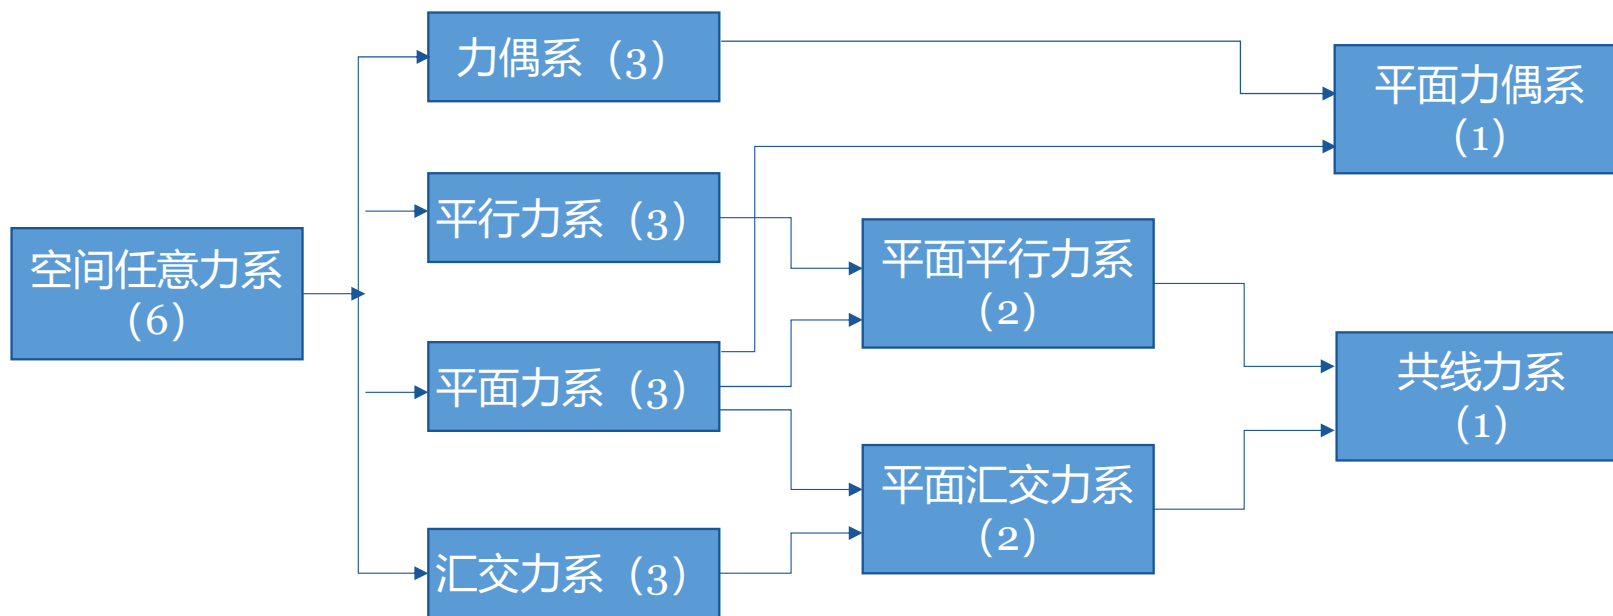 力偶系（3）
平面力偶系
（1）
平行力系（3）
空间任意力系
（6）
平面平行力系
（2）
平面力系（3）
共线力系
（1）
平面汇交力系
（2）
汇交力系（3）